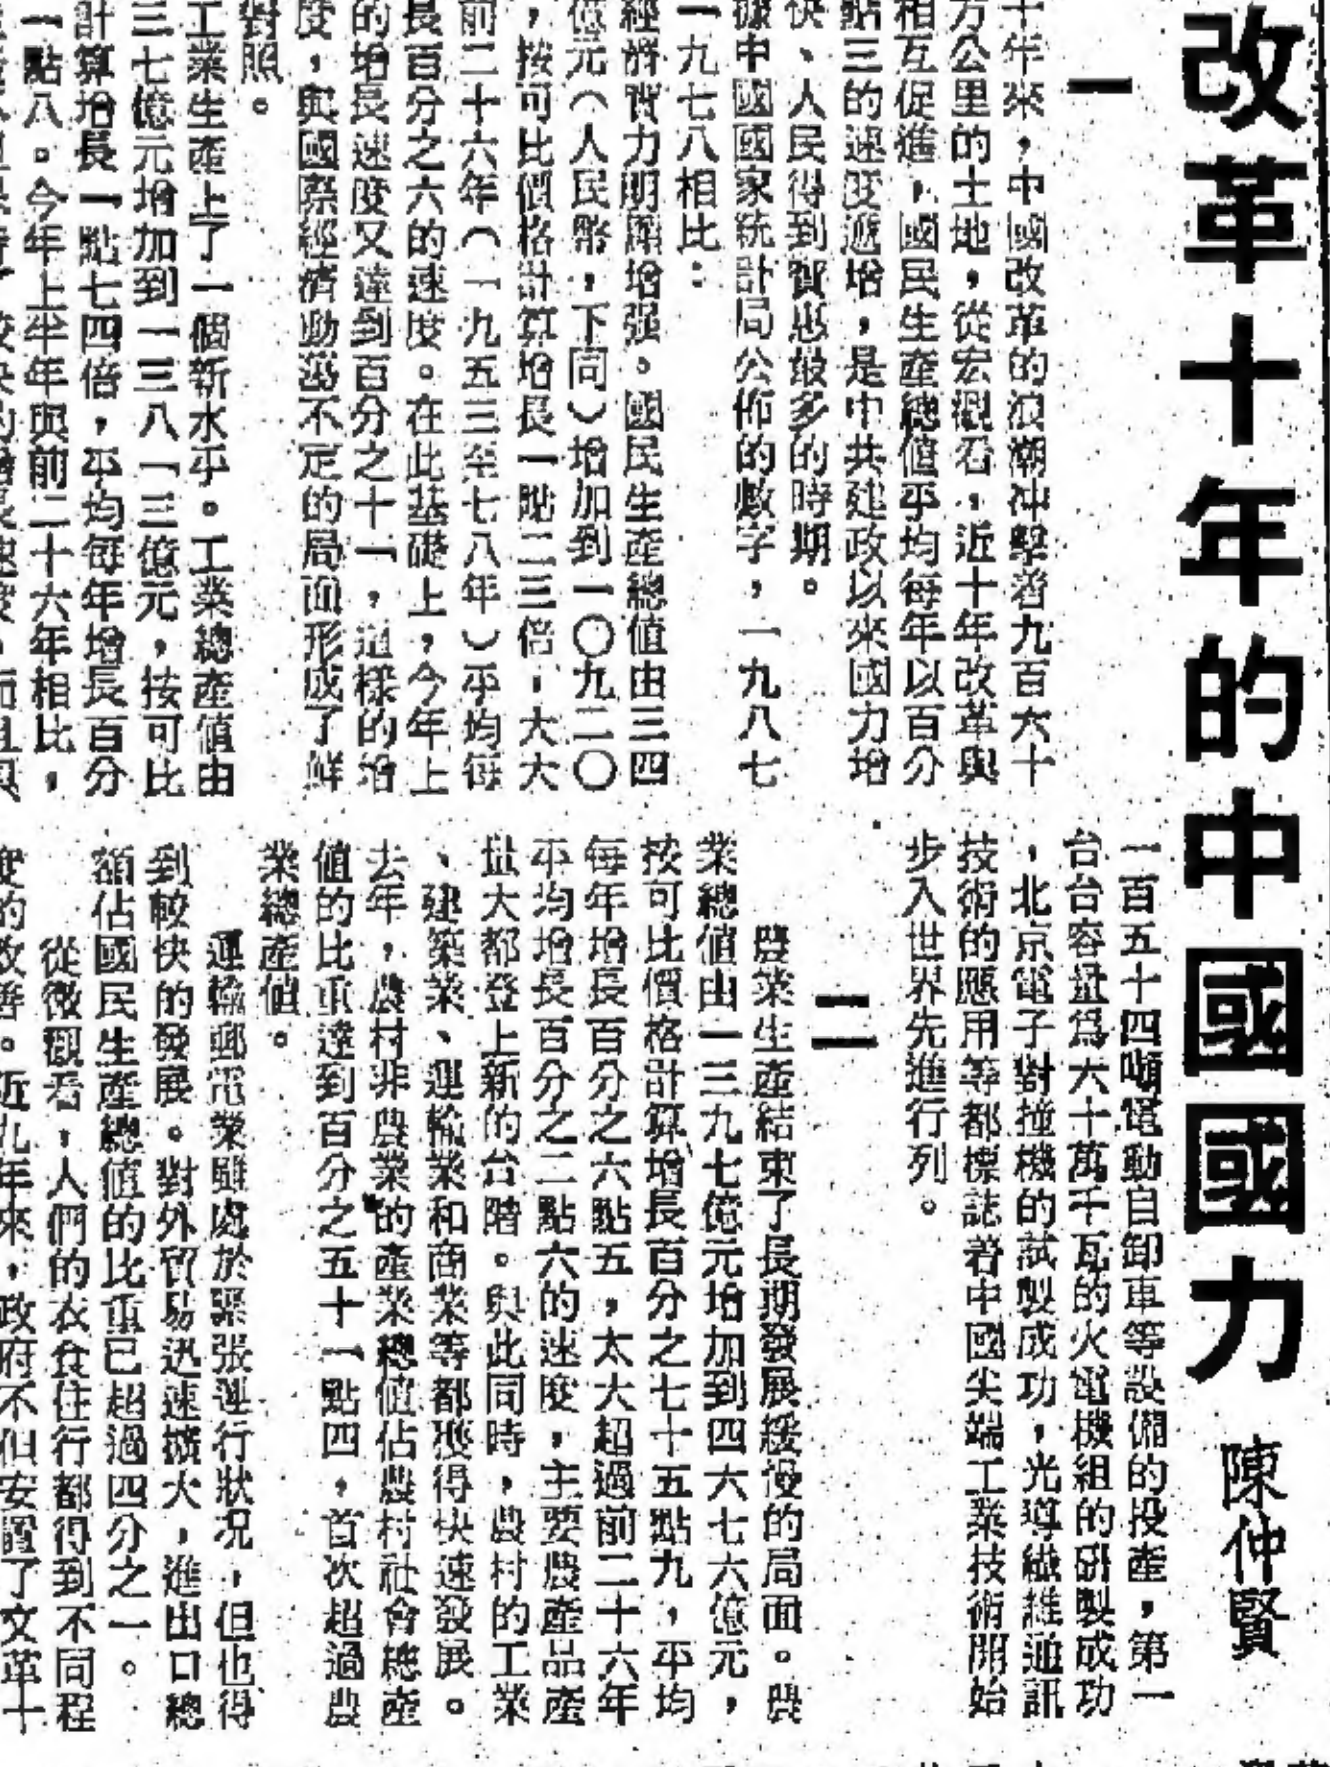 改革十年的中國國力
陳仲賢
一
十年來，中國改革的浪潮沖擊着九百六十
方公里的土地，從宏觀看，近十年改革與
相互促進，國民生產總值平均每年以百分
點三的速度遞增，是中共建政以來國力增
快、人民得到實惠最多的時期。
據中國國家統計局公佈的數字，一九八七
一九七八相比：
經濟實力明顯增强。國民生產總值由三四
億元（人民幣，下同）增加到一〇九二〇
，按可比價格計算增長一點二三倍，大大
前二十六年（一九五三至七八年）平均每
長百分之六的速度。在此基礎上，今年上
的增長速度又達到百分之十一，這樣的增
度，與國際經濟動盪不定的局面形成了鮮
對照。
工業生產上了一個新水平。工業總產值由
三七億元增加到一三八一三億元，按可比
計算增長一點七四倍，平均每年增長百分
一點八。今年上半年與前二十六年相比，
一百五十四噸電動自卸車等設備的投產，第一
台台容量爲六十萬千瓦的火電機組的研製成功
，北京電子對撞機的試製成功，光導纖維通訊
技術的應用等都標誌着中國尖端工業技術開始
步入世界先進行列。
二
農業生產結束了長期發展緩慢的局面。農
業總值由一三九七億元增加到四六七六億元，
按可比價格計算增長百分之七十五點九，平均
每年增長百分之六點五，太大超過前二十六年
平均增長百分之二點六的速度，主要農產品產
量大都登上新的台階。與此同時，農村的工業
、建築業、運輸業和商業等都獲得快速發展。
去年，農村非農業的產業總值佔農村社會總產
值的比重達到百分之五十一點四，首次超過農
業總產值。
運輸郵電業雖處於緊張運行狀况，但也得
到較快的發展。對外貿易迅速擴大，進出口總
額佔國民生產總值的比重已超過四分之一。
從微觀看，人們的衣食住行都得到不同程
度的改善。近九年來，政府不但安置了文革十